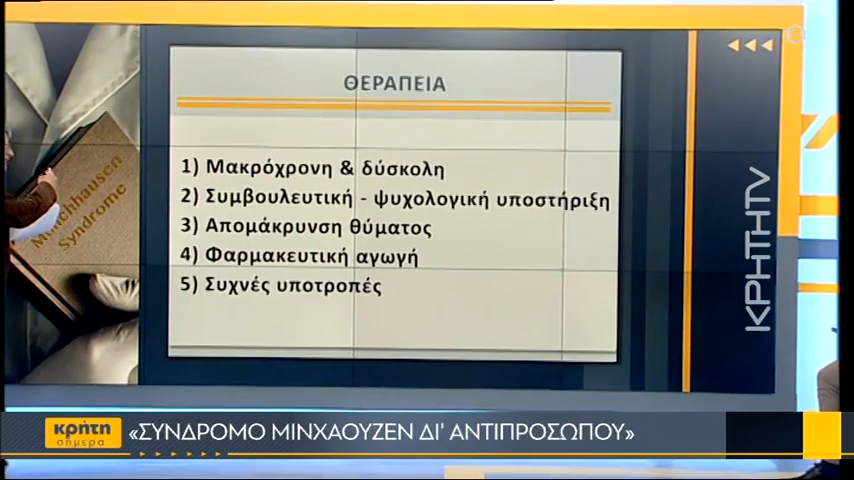 ΘΕΡΑΠΕΙΑ
1) Μακρόχρονη & δύσκολη
2) Συμβουλευτική - ψυχολογική υποστήριξη
3) Απομάκρυνση θύματος
4) Φαρμακευτική αγωγή
5) Συχνές υποτροπές
Munchhausen
Syndrome
ΚΡΗΤΗTV
κρήτη
σήμερα
«ΣΥΝΔΡΟΜΟ ΜΙΝΧΑΟΥΖΕΝ ΔΙ' ΑΝΤΙΠΡΟΣΩΠΟΥ»